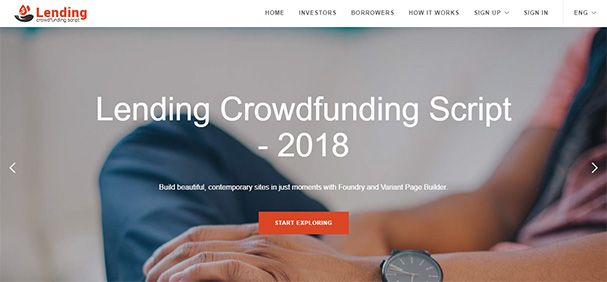 Lending
crowdfunding script
HOME INVESTORS BORROWERS HOW IT WORKS SIGN UP SIGN IN ENG
Lending Crowdfunding Script
- 2018
Build beautiful, contemporary sites in just moments with Foundry and Variant Page Builder.
START EXPLORING